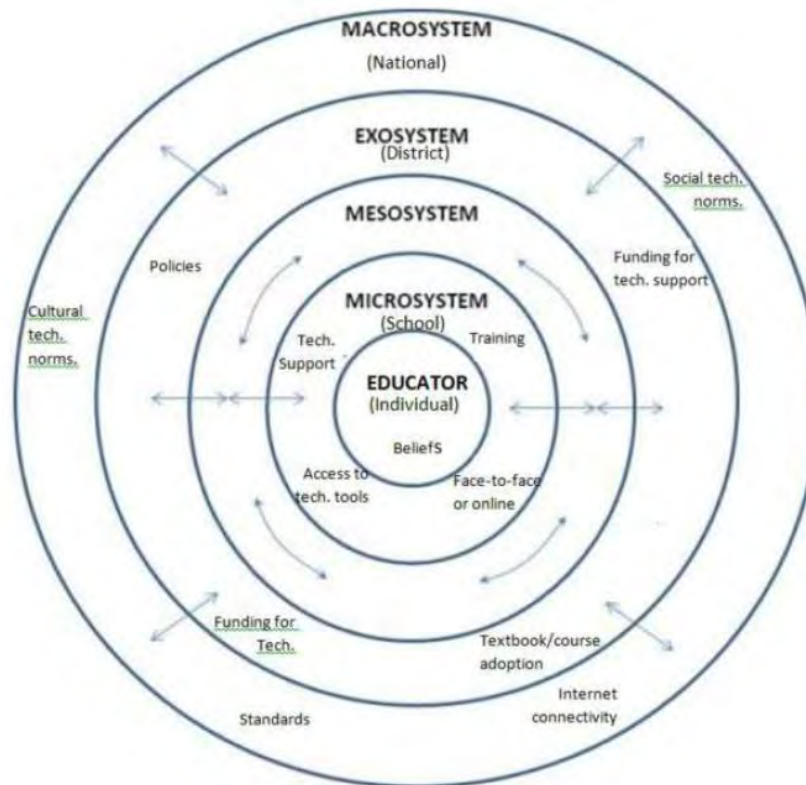 MACROSYSTEM
(National)
EXOSYSTEM
(District)
Social tech.
norms.
MESOSYSTEM
Policies
Funding for
tech. support
Cultural
tech.
norms.
MICROSYSTEM
(School)
Tech.
Support
Training
EDUCATOR
(Individual)
Beliefs
Access to
tech. tools
Face-to-face
or online
Funding for
Tech.
Textbook/course
adoption
Standards
Internet
connectivity